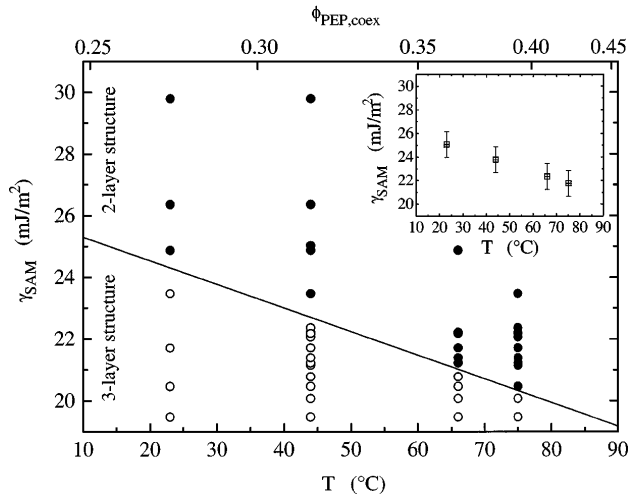 ϕPEP,coex
0.25 0.30 0.35 0.40 0.45
30
28
26
24
22
20
γSAM (mJ/m²)
2-layer structure
3-layer structure
10 20 30 40 50 60 70 80 90
T (°C)
30
28
26
24
22
20
γSAM (mJ/m²)
10 20 30 40 50 60 70 80 90
T (°C)